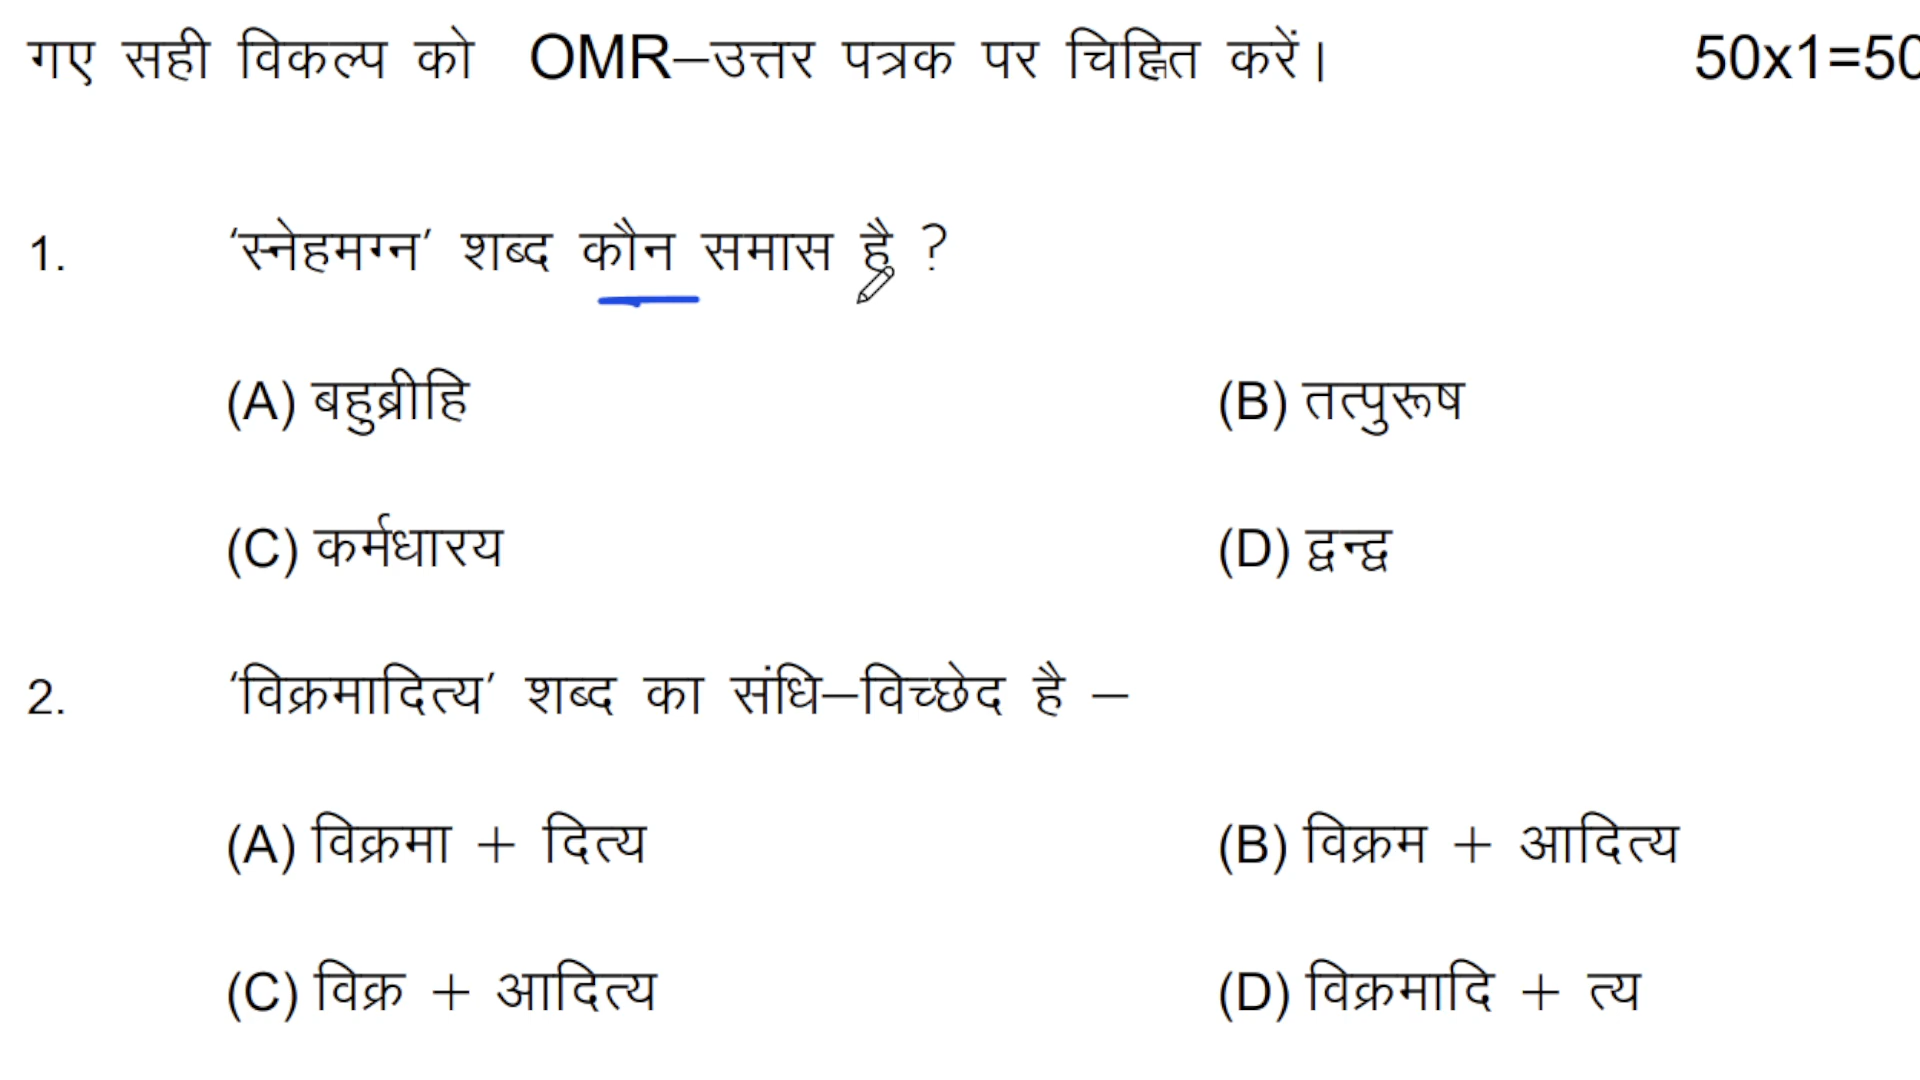 गए सही विकल्प को OMR–उत्तर पत्रक पर चिह्नित करें। 50x1=50
1. ‘स्नेहमग्न’ शब्द कौन समास है ?
(A) बहुब्रीहि (B) तत्पुरूष
(C) कर्मधारय (D) द्वन्द्व
2. ‘विक्रमादित्य’ शब्द का संधि–विच्छेद है –
(A) विक्रमा + दित्य (B) विक्रम + आदित्य
(C) विक्र + आदित्य (D) विक्रमादि + त्य